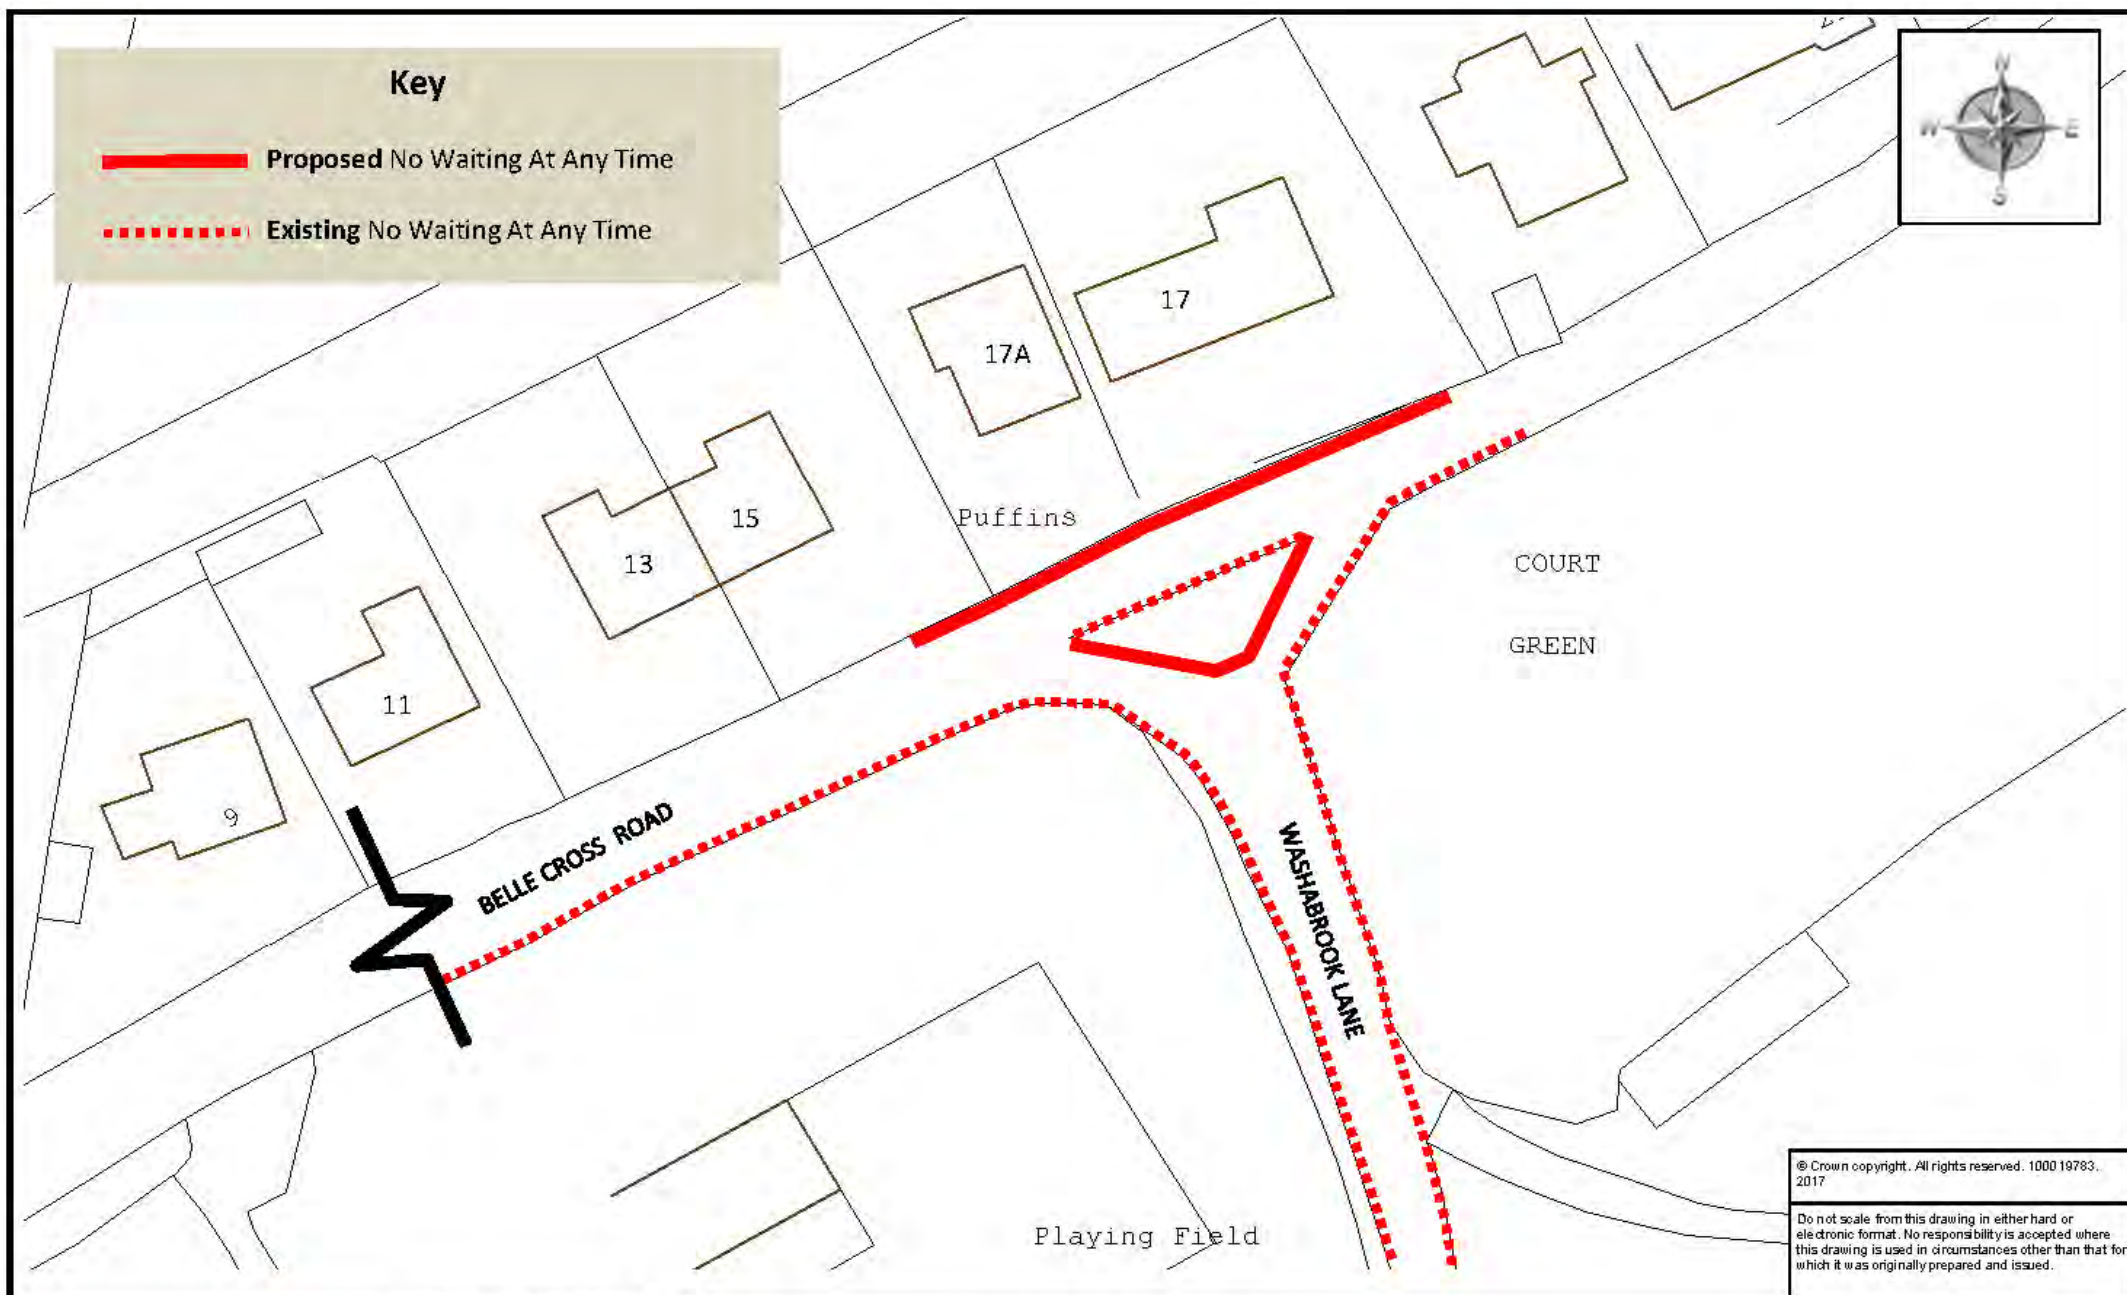 Key
Proposed No Waiting At Any Time
Existing No Waiting At Any Time
N
W E
S
17
17A
15
Puffins
13
COURT
GREEN
11
9
BELLE CROSS ROAD
WASHABROOK LANE
Playing Field
© Crown copyright. All rights reserved. 100019783.
2017
Do not scale from this drawing in either hard or
electronic format. No responsibility is accepted where
this drawing is used in circumstances other than that for
which it was originally prepared and issued.